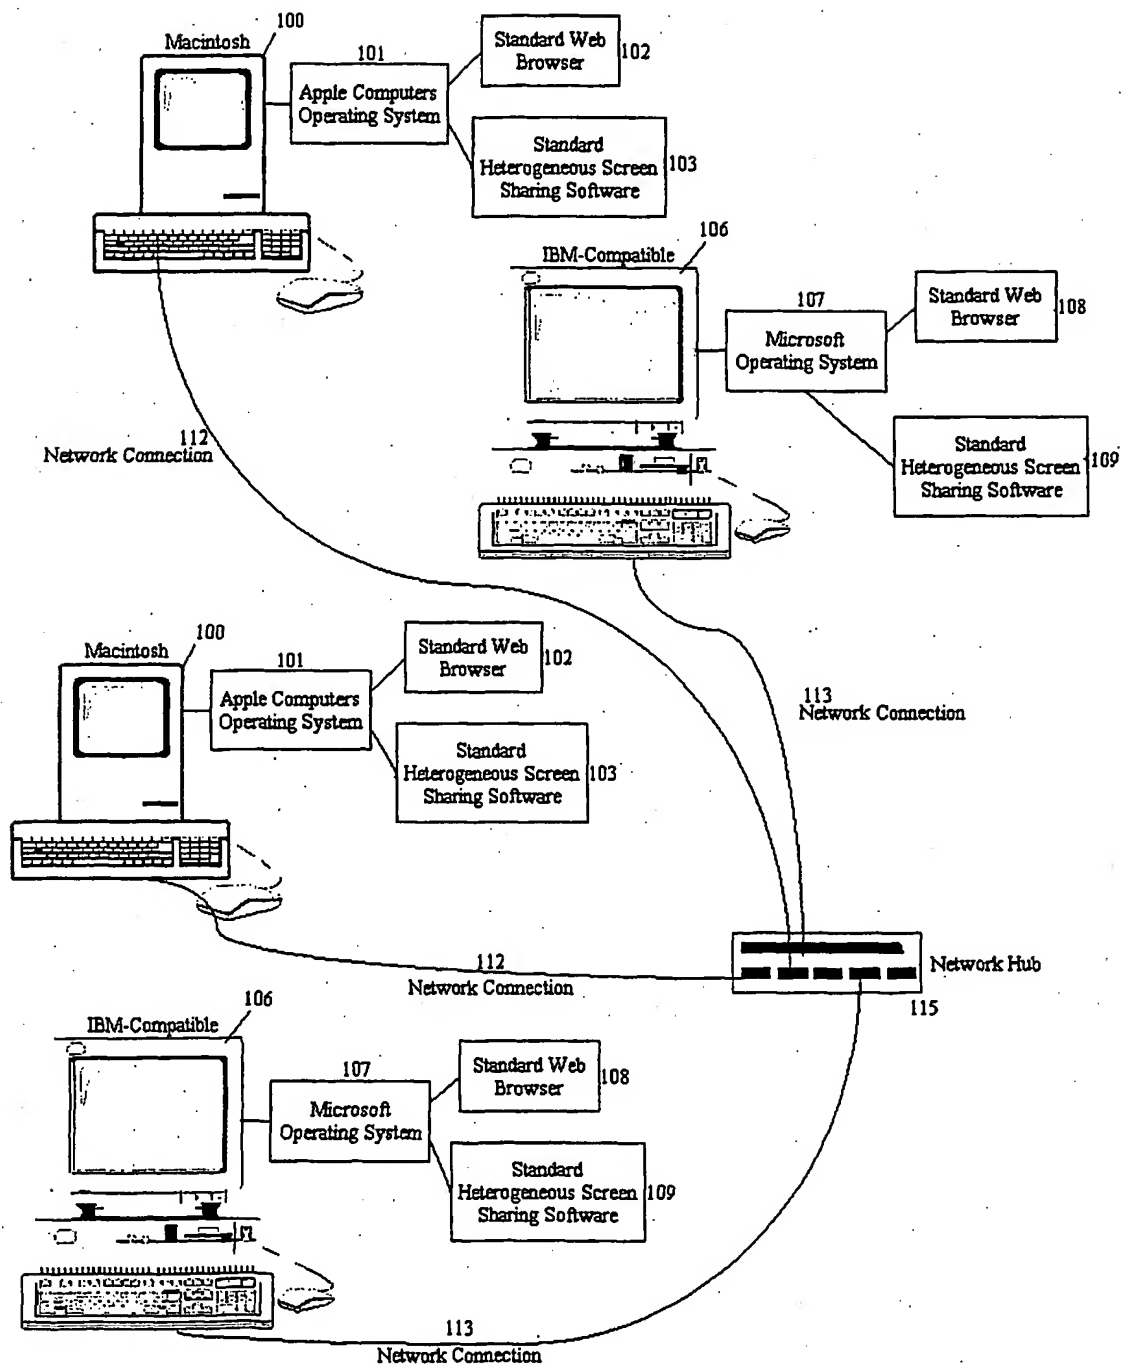 100
Macintosh
101
Apple Computers
Operating System
Standard Web
Browser
102
Standard
Heterogeneous Screen
Sharing Software
103
106
IBM-Compatible
107
Microsoft
Operating System
Standard Web
Browser
108
Standard
Heterogeneous Screen
Sharing Software
109
112
Network Connection
100
Macintosh
101
Apple Computers
Operating System
Standard Web
Browser
102
Standard
Heterogeneous Screen
Sharing Software
103
113
Network Connection
112
Network Connection
Network Hub
115
106
IBM-Compatible
107
Microsoft
Operating System
Standard Web
Browser
108
Standard
Heterogeneous Screen
Sharing Software
109
113
Network Connection